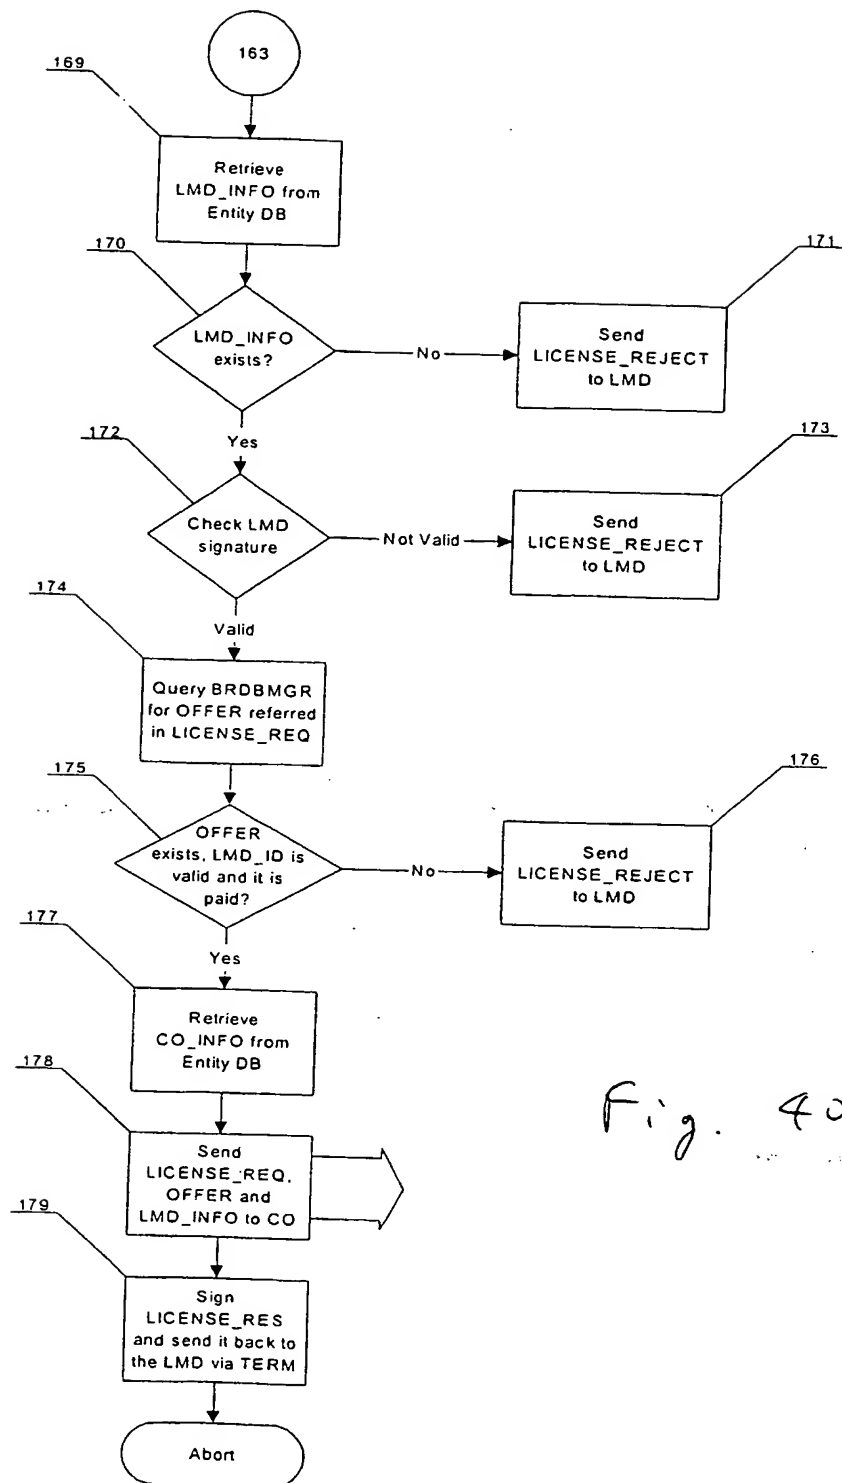 163
169
Retrieve
LMD_INFO from
Entity DB
170
LMD_INFO
exists?
No
171
Send
LICENSE_REJECT
to LMD
Yes
172
Check LMD
signature
Not Valid
173
Send
LICENSE_REJECT
to LMD
Valid
174
Query BRDBMGR
for OFFER referred
in LICENSE_REQ
175
OFFER
exists, LMD_ID is
valid and it is
paid?
No
176
Send
LICENSE_REJECT
to LMD
Yes
177
Retrieve
CO_INFO from
Entity DB
178
Send
LICENSE_REQ,
OFFER and
LMD_INFO to CO
Fig. 40
179
Sign
LICENSE_RES
and send it back to
the LMD via TERM
Abort